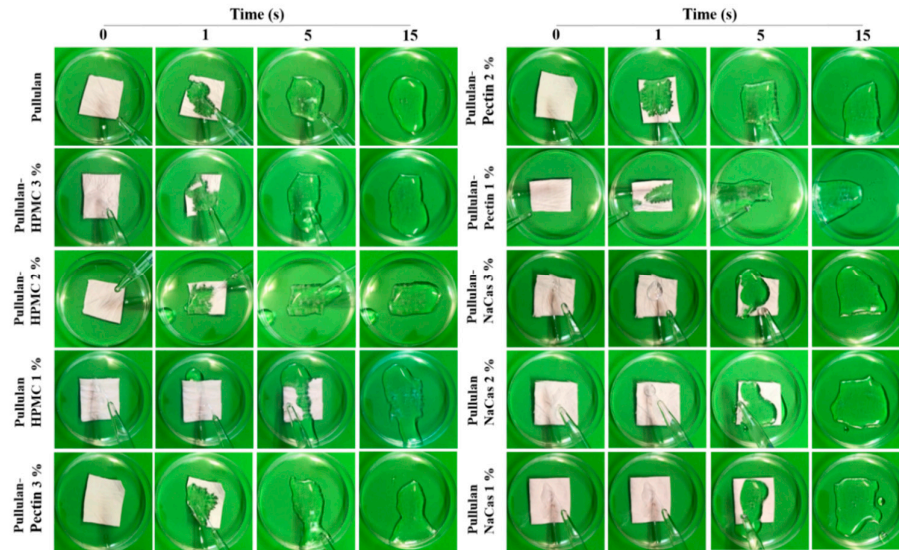 Time (s)
0 1 5 15
Pullulan
Pullulan-
HPMC 3 %
Pullulan-
HPMC 2 %
Pullulan
HPMC 1 %
Pullulan-
Pectin 3 %
Time (s)
0 1 5 15
Pullulan-
Pectin 2 %
Pullulan-
Pectin 1 %
Pullulan-
NaCas 3 %
Pullulan-
NaCas 2 %
Pullulan
NaCas 1 %